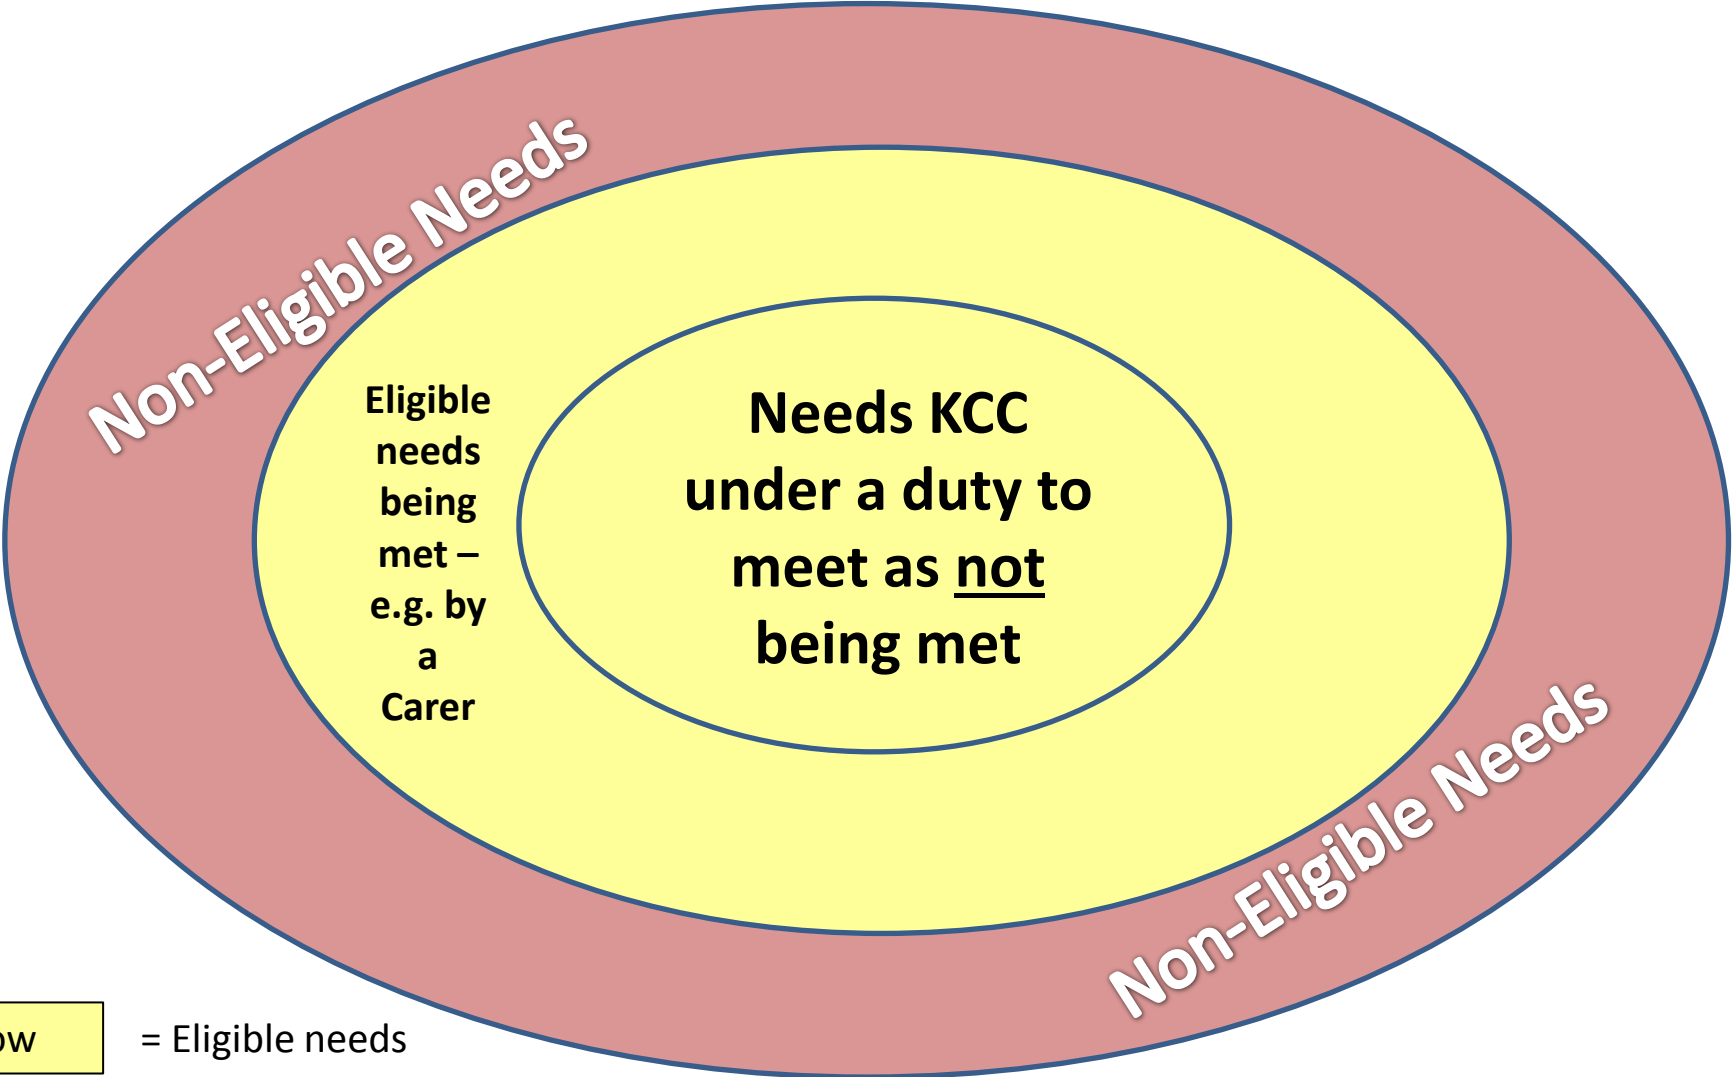 Non-Eligible Needs
Eligible
needs
being
met –
e.g. by
a
Carer
Needs KCC
under a duty to
meet as not
being met
Non-Eligible Needs
= Eligible needs